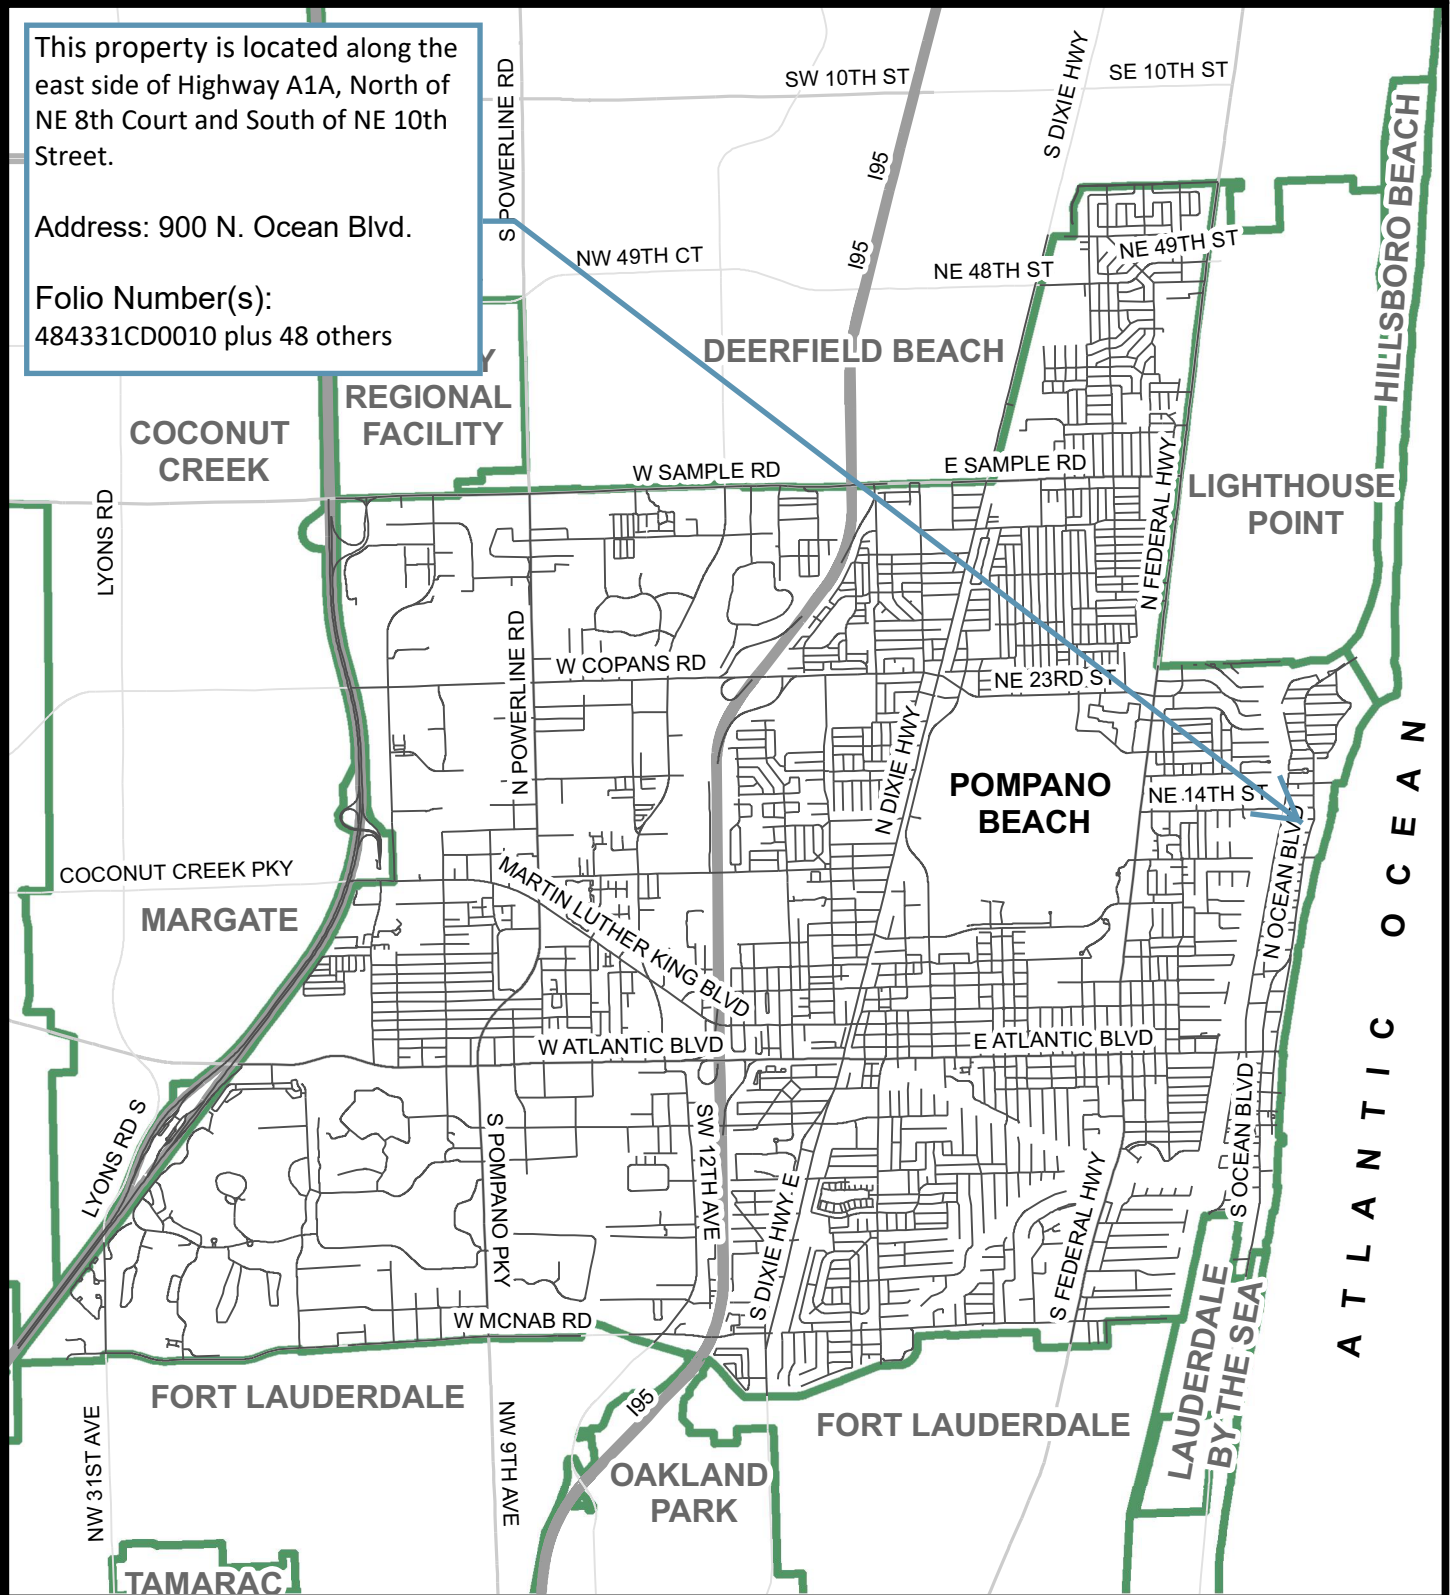 This property is located along the
east side of Highway A1A, North of
NE 8th Court and South of NE 10th
Street.
Address: 900 N. Ocean Blvd.
Folio Number(s):
484331CD0010 plus 48 others
SW 10TH ST
SE 10TH ST
S DIXIE HWY
S POWERLINE RD
I95
I95
HILLSBORO BEACH
NW 49TH CT
NE 48TH ST
NE 49TH ST
DEERFIELD BEACH
Y
REGIONAL
FACILITY
COCONUT
CREEK
W SAMPLE RD
E SAMPLE RD
LIGHTHOUSE
POINT
LYONS RD
N FEDERAL HWY
N POWERLINE RD
W COPANS RD
NE 23RD ST
N DIXIE HWY
POMPANO
BEACH
NE 14TH ST
N OCEAN BLVD
ATLANTIC OCEAN
COCONUT CREEK PKY
MARGATE
MARTIN LUTHER KING BLVD
W ATLANTIC BLVD
E ATLANTIC BLVD
LYONS RD S
S POMPANO PKY
SW 12TH AVE
S DIXIE HWY E
S FEDERAL HWY
S OCEAN BLVD
W MCNAB RD
LAUDERDALE
BY THE SEA
FORT LAUDERDALE
FORT LAUDERDALE
I95
NW 31ST AVE
NW 9TH AVE
OAKLAND
PARK
TAMARAC